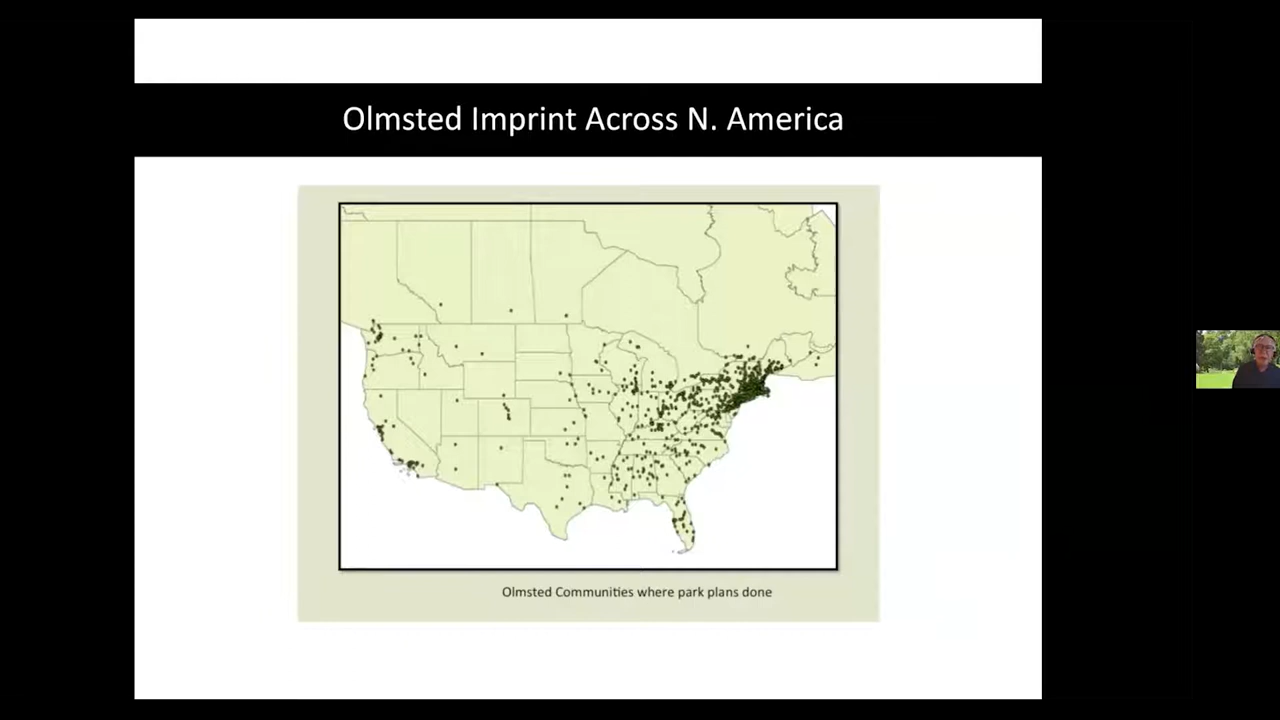 Olmsted Imprint Across N. America
Olmsted Communities where park plans done